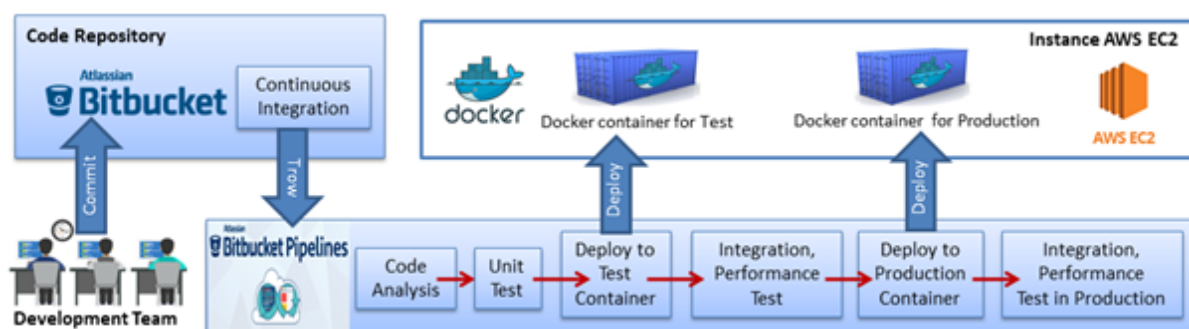 Code Repository
Atlassian
Bitbucket
Continuous
Integration
Instance AWS EC2
docker
Docker container for Test
Docker container for Production
AWS EC2
Commit
Trow
Deploy
Deploy
Development Team
Atlassian
Bitbucket Pipelines
Code
Analysis
Unit
Test
Deploy to
Test
Container
Integration,
Performance
Test
Deploy to
Production
Container
Integration,
Performance
Test in Production